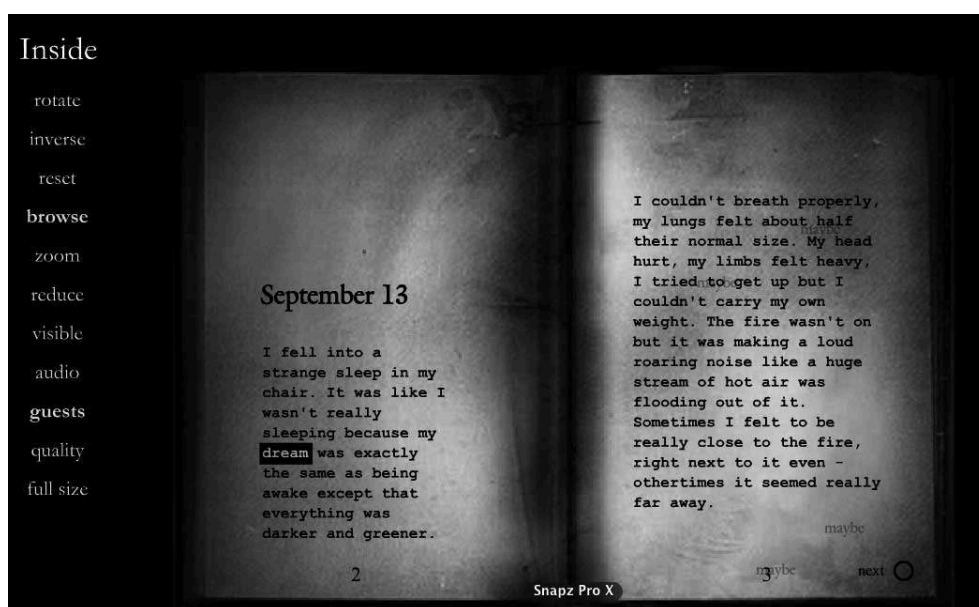 Inside
rotate
inverse
reset
browse
zoom
reduce
visible
audio
guests
quality
full size
September 13
I fell into a
strange sleep in my
chair. It was like I
wasn't really
sleeping because my
dream was exactly
the same as being
awake except that
everything was
darker and greener.
2
I couldn't breath properly,
my lungs felt about half
maybe
their normal size. My head
hurt, my limbs felt heavy,
I tried to get up but I
maybe
couldn't carry my own
weight. The fire wasn't on
but it was making a loud
roaring noise like a huge
stream of hot air was
flooding out of it.
Sometimes I felt to be
really close to the fire,
right next to it even -
othertimes it seemed really
far away.
maybe
maybe
3
next
Snapz Pro X